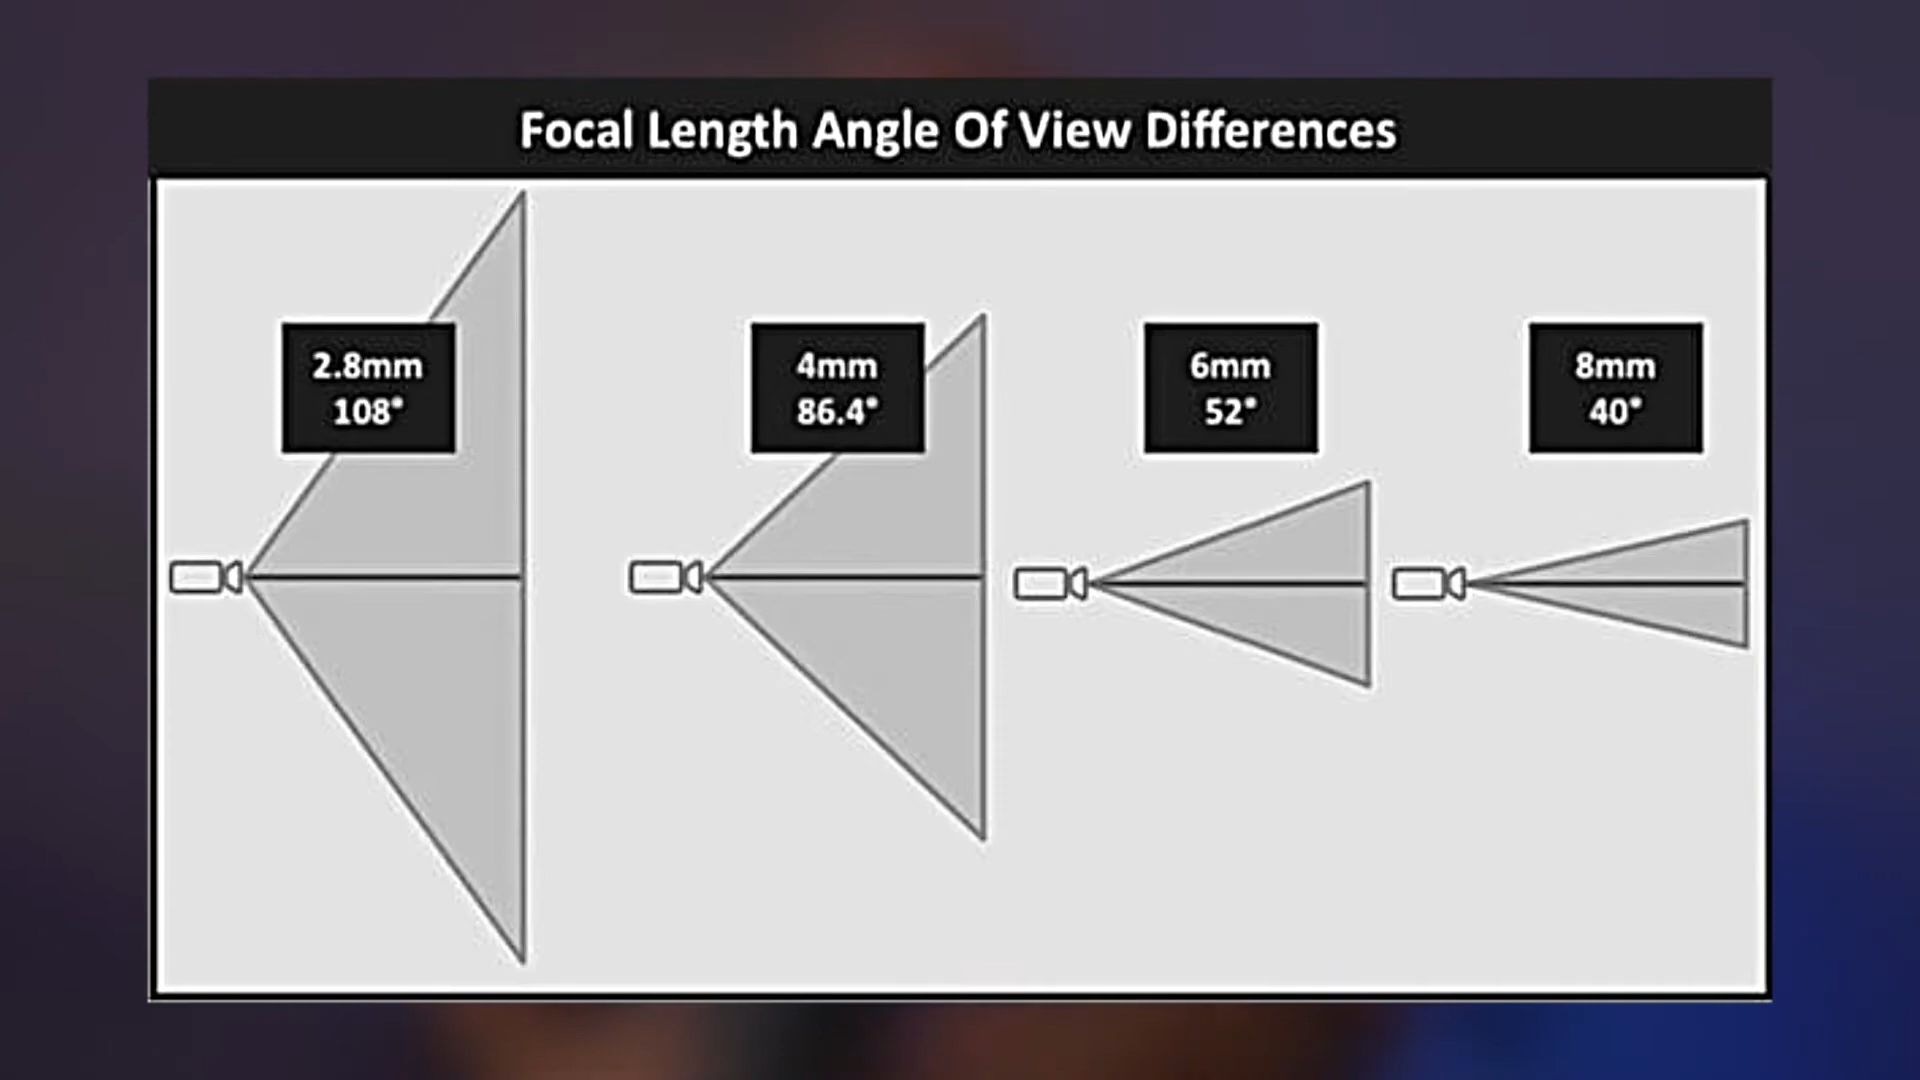 Focal Length Angle Of View Differences
2.8mm
108°
4mm
86.4°
6mm
52°
8mm
40°